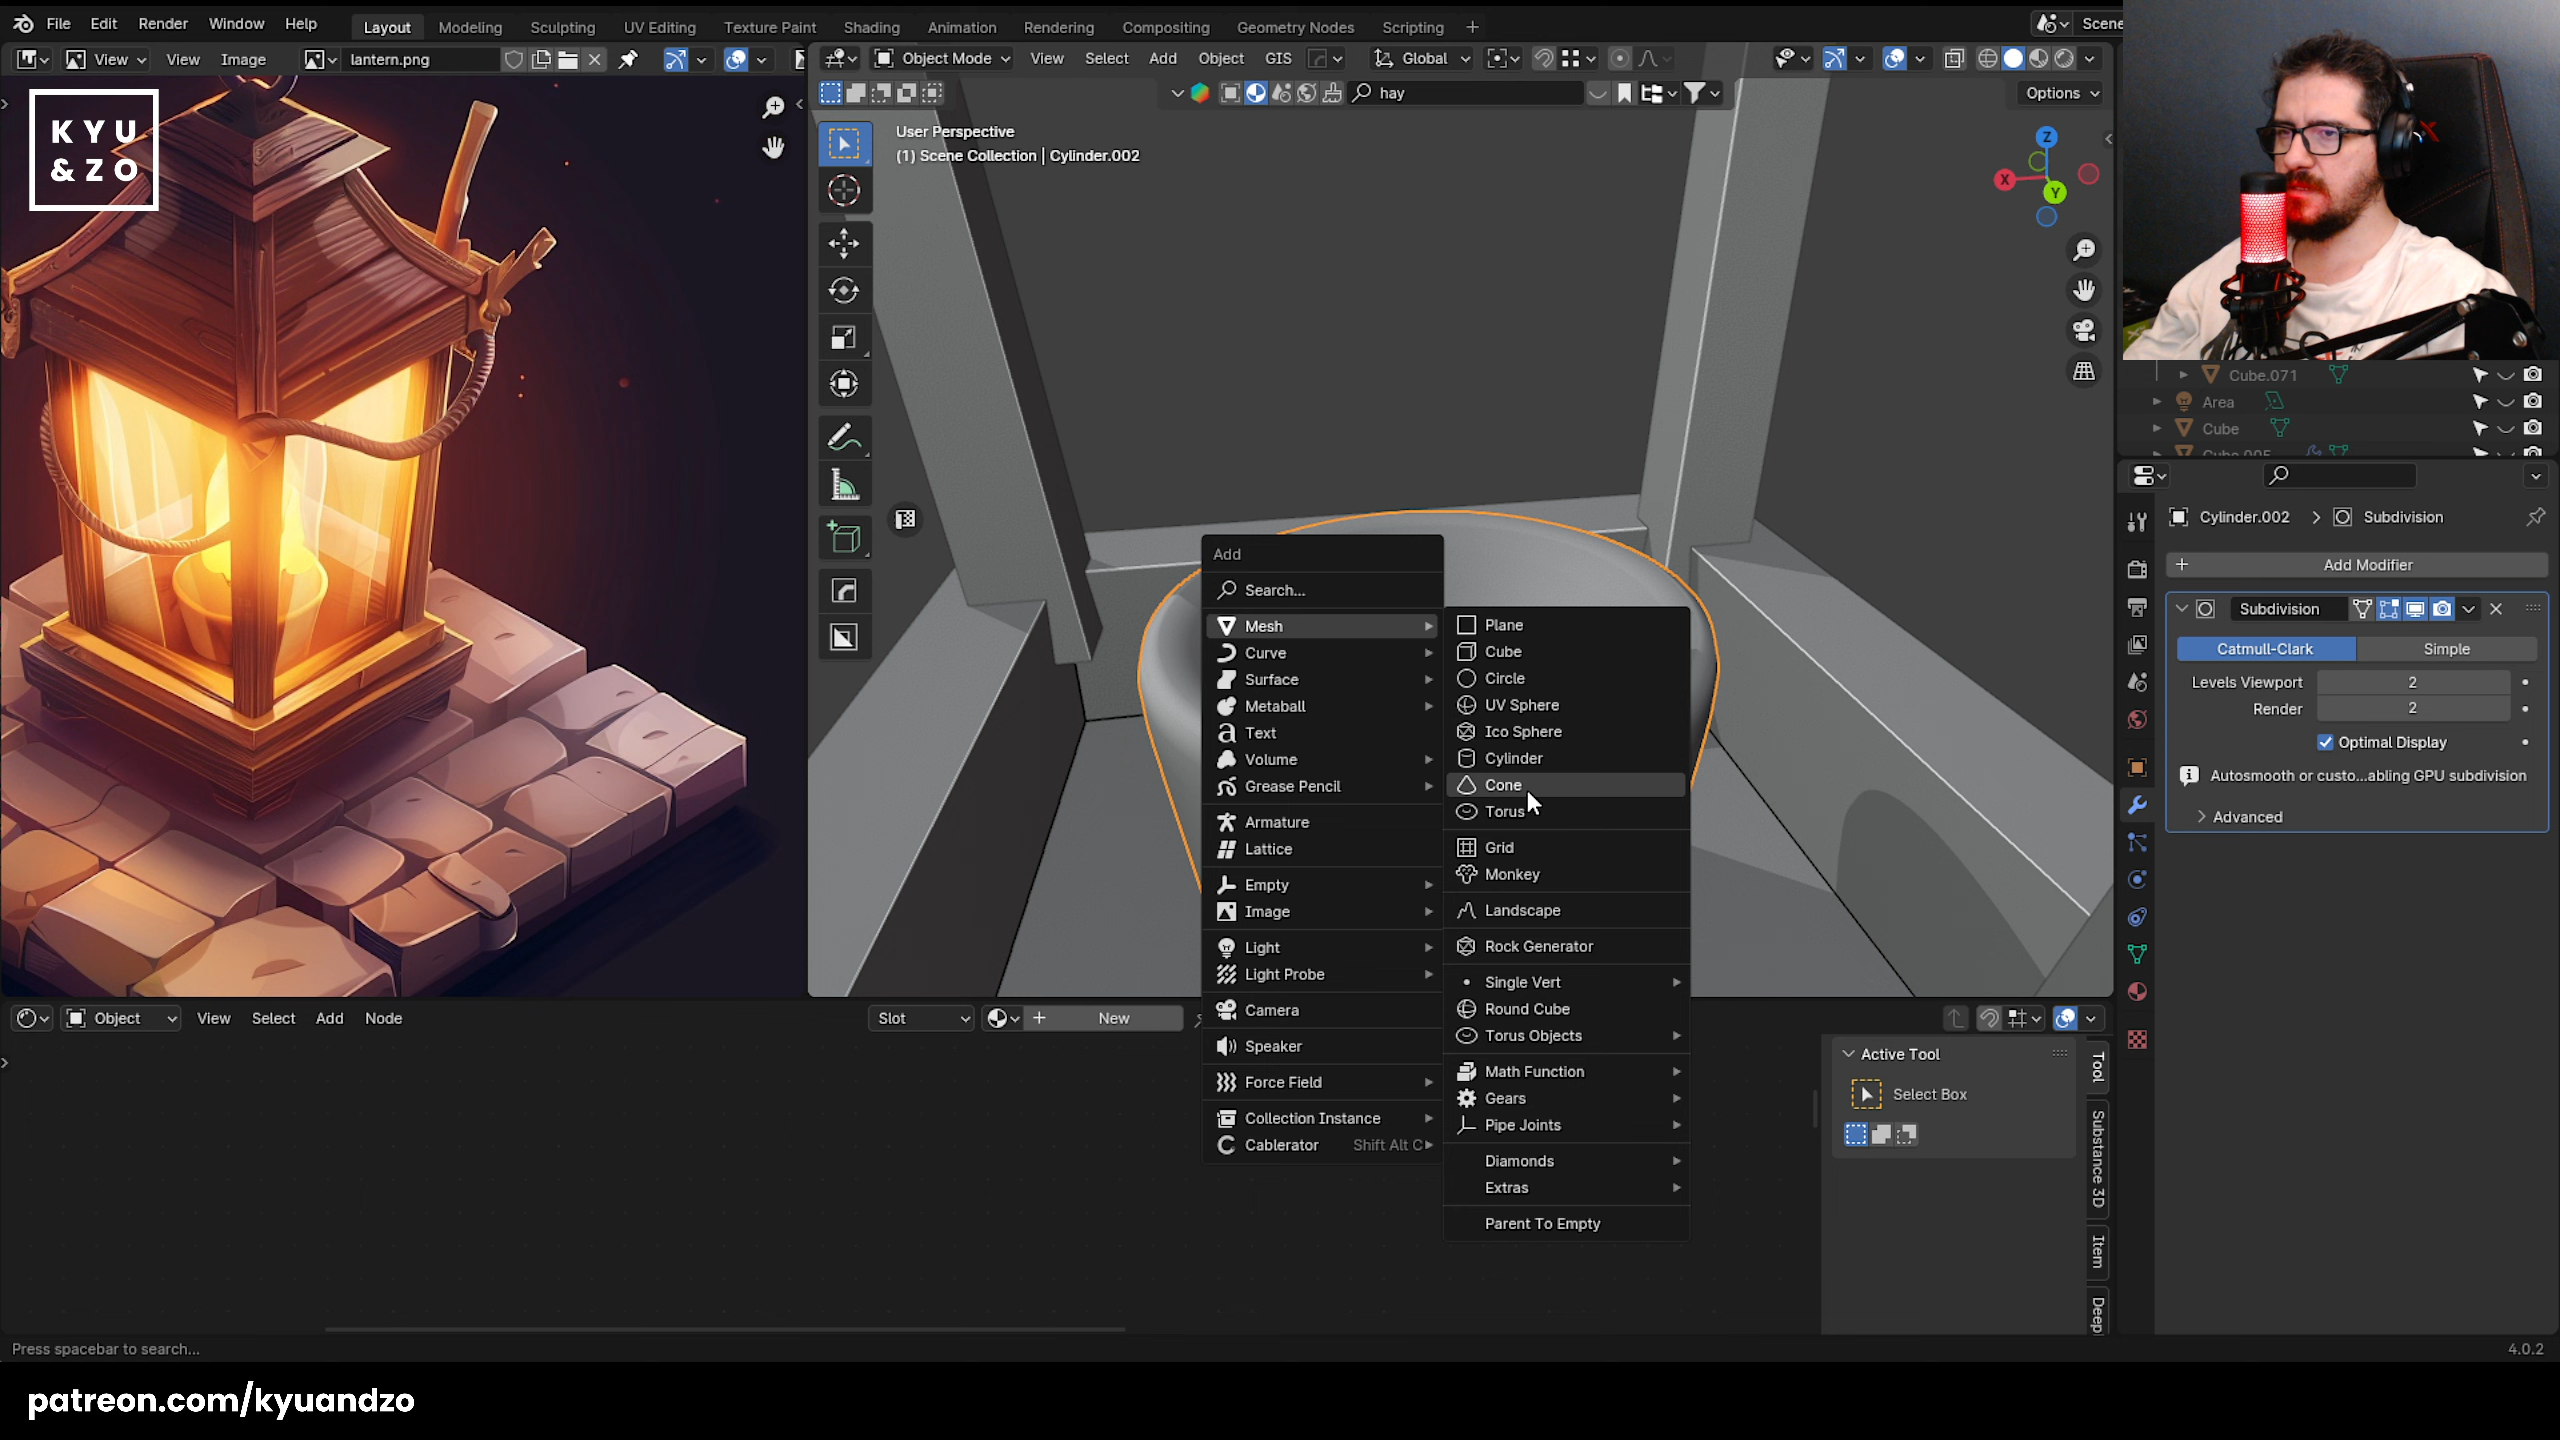 File Edit Render Window Help Layout Modeling Sculpting UV Editing Texture Paint Shading Animation Rendering Compositing Geometry Nodes Scripting + Scene
View View Image lantern.png
Object Mode View Select Add Object GIS Global
hay Options
KYU
& ZO
User Perspective
(1) Scene Collection | Cylinder.002
Z
X
Y
Add
Search...
Mesh
Curve
Surface
Metaball
Text
Volume
Grease Pencil
Armature
Lattice
Empty
Image
Light
Light Probe
Camera
Speaker
Force Field
Collection Instance
Cablerator Shift Alt C
Plane
Cube
Circle
UV Sphere
Ico Sphere
Cylinder
Cone
Torus
Grid
Monkey
Landscape
Rock Generator
Single Vert
Round Cube
Torus Objects
Math Function
Gears
Pipe Joints
Diamonds
Extras
Parent To Empty
Cube.071
Area
Cube
Cube.005
Cylinder.002 > Subdivision
+ Add Modifier
Subdivision
Catmull-Clark Simple
Levels Viewport 2
Render 2
Optimal Display
Autosmooth or custo...abling GPU subdivision
Advanced
Object View Select Add Node Slot + New
Active Tool
Select Box
Tool
Substance 3D
Item
Deep
Press spacebar to search...
4.0.2
patreon.com/kyuandzo